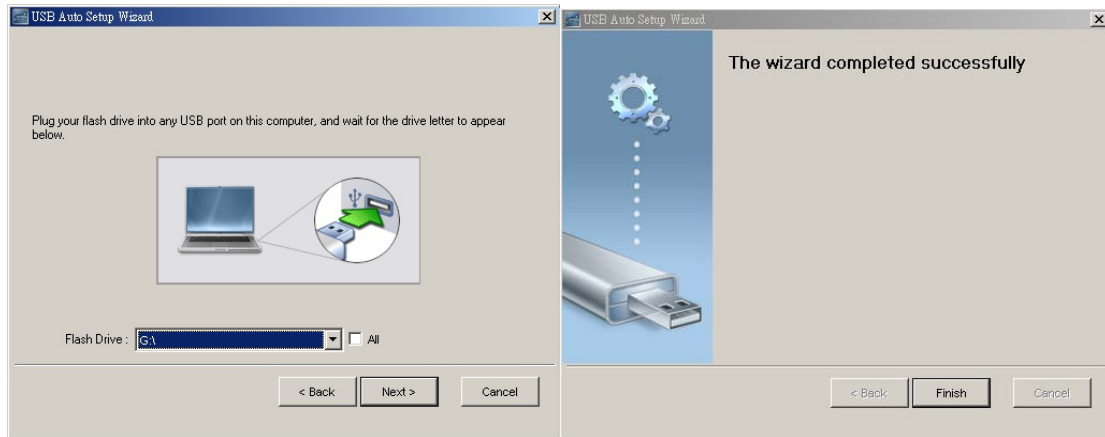 USB Auto Setup Wizard
Plug your flash drive into any USB port on this computer, and wait for the drive letter to appear
below.
Flash Drive : G:\ All
< Back Next > Cancel
USB Auto Setup Wizard
The wizard completed successfully
< Back Finish Cancel